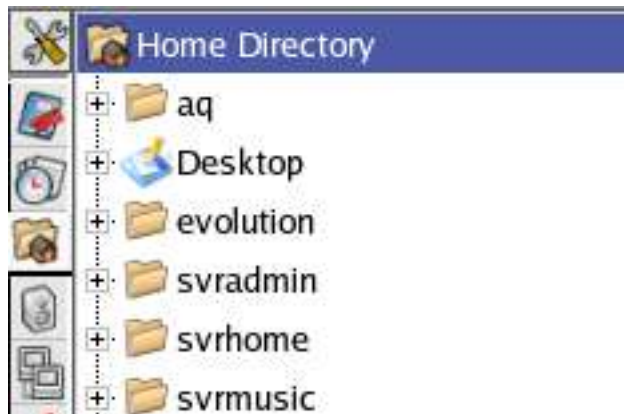 Home Directory
aq
Desktop
evolution
svradmin
svrhome
svrmusic